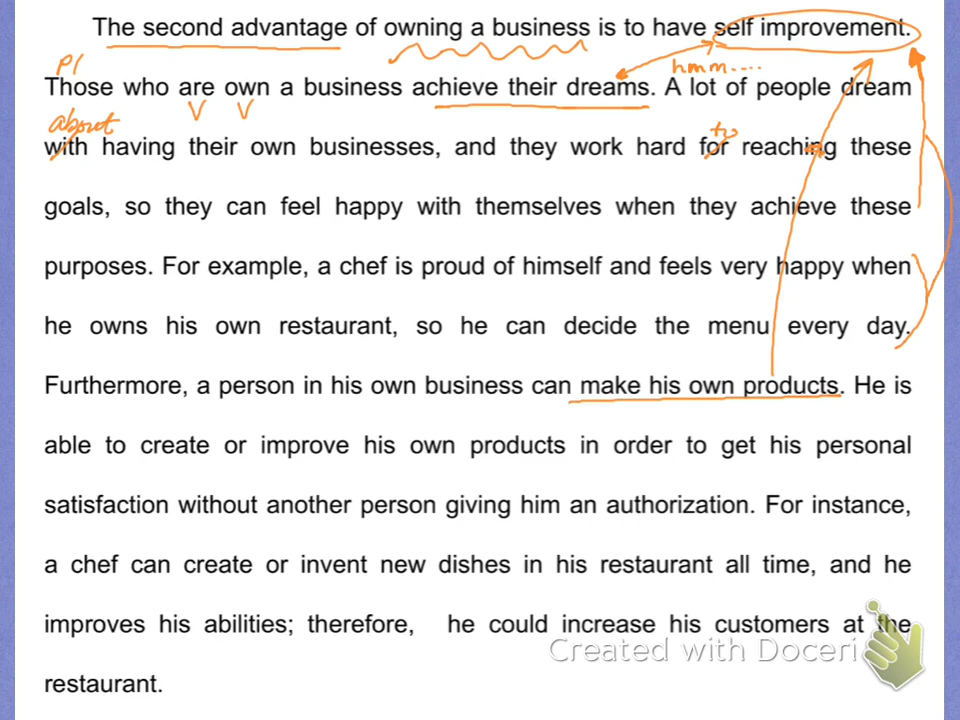 The second advantage of owning a business is to have self improvement.
Pl
hmm....
Those who are own a business achieve their dreams. A lot of people dream
V V
about
to
with having their own businesses, and they work hard for reaching these
goals, so they can feel happy with themselves when they achieve these
purposes. For example, a chef is proud of himself and feels very happy when
he owns his own restaurant, so he can decide the menu every day.
Furthermore, a person in his own business can make his own products. He is
able to create or improve his own products in order to get his personal
satisfaction without another person giving him an authorization. For instance,
a chef can create or invent new dishes in his restaurant all time, and he
improves his abilities; therefore, he could increase his customers at the
Created with Doceri
restaurant.